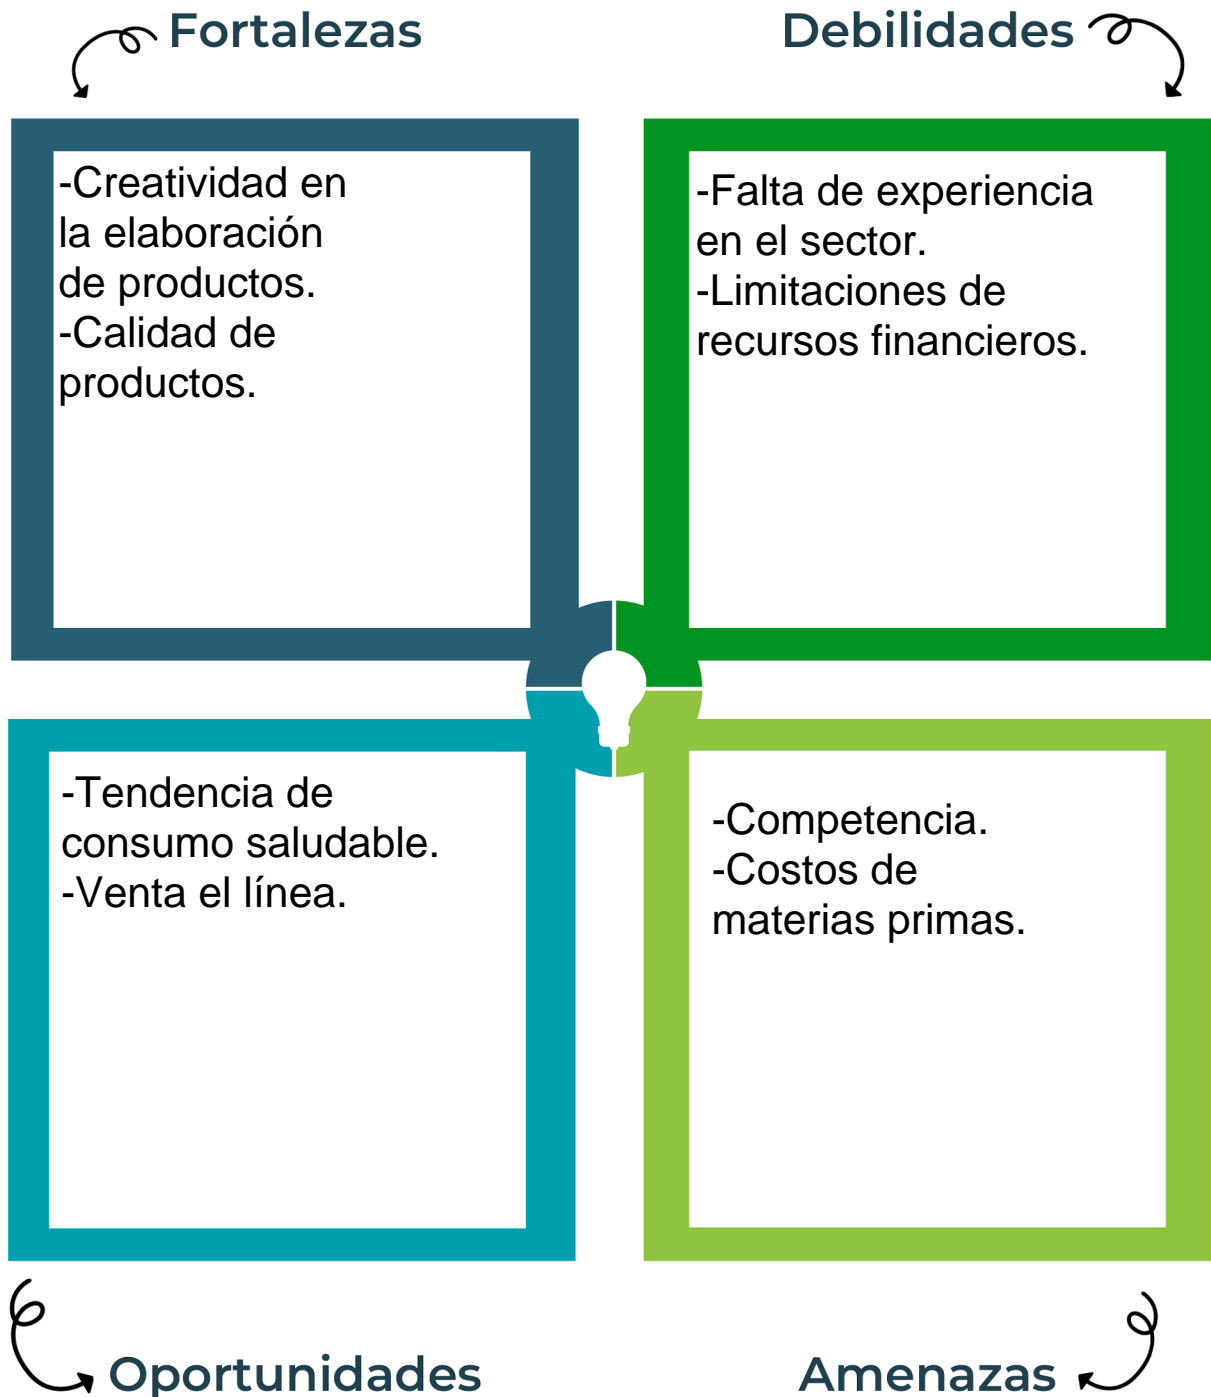 Fortalezas
-Creatividad en
la elaboración
de productos.
-Calidad de
productos.
Debilidades
-Falta de experiencia
en el sector.
-Limitaciones de
recursos financieros.
-Tendencia de
consumo saludable.
-Venta el línea.
Oportunidades
-Competencia.
-Costos de
materias primas.
Amenazas